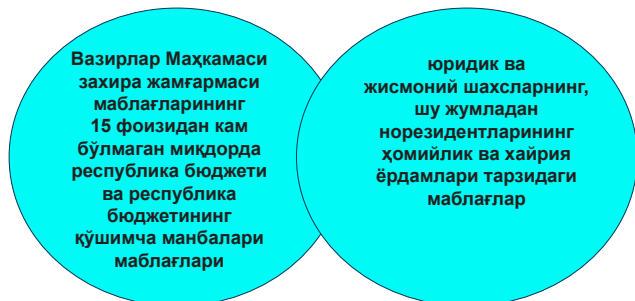 Вазирлар Маҳкамаси
захира жамғармаси
маблағларининг
15 фоизидан кам
бўлмаган миқдорда
республика бюджети
ва республика
бюджетининг
қўшимча манбалари
маблағлари
юридик ва
жисмоний шахсларнинг,
шу жумладан
норезидентларининг
ҳомийлик ва хайрия
ёрдамлари тарзидаги
маблағлар